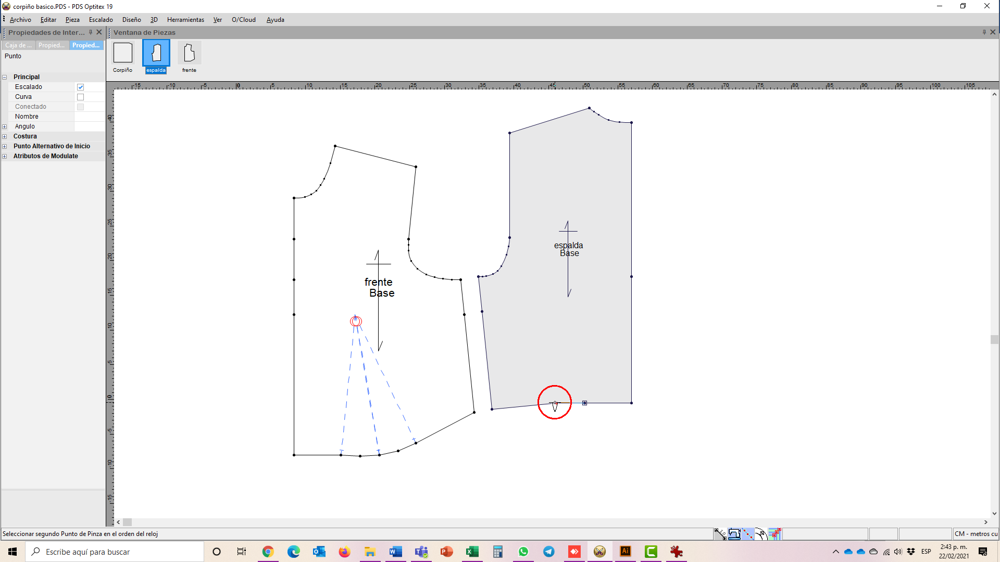 corpiño basico.PDS - PDS Optitex 19
Archivo Editar Pieza Escalado Diseño 3D Herramientas Ver O/Cloud Ayuda
Propiedades de Inter... Ventana de Piezas
Caja de ... Propied... Propied...
Punto
Corpiño espalda frente
Principal
Escalado
Curva
Conectado
Nombre
Angulo
Costura
Punto Alternativo de Inicio
Atributos de Modulate
-15 -10 -5 0 5 10 15 20 25 30 35 40 45 50 55 60 65 70 75 80 85 90 95 100 105
40
35
30
25
20
15
10
5
0
-5
-10
-15
espalda
Base
frente
Base
Seleccionar segundo Punto de Pinza en el orden del reloj
CM - metros cu
Escribe aquí para buscar
ESP
2:43 p. m.
22/02/2021